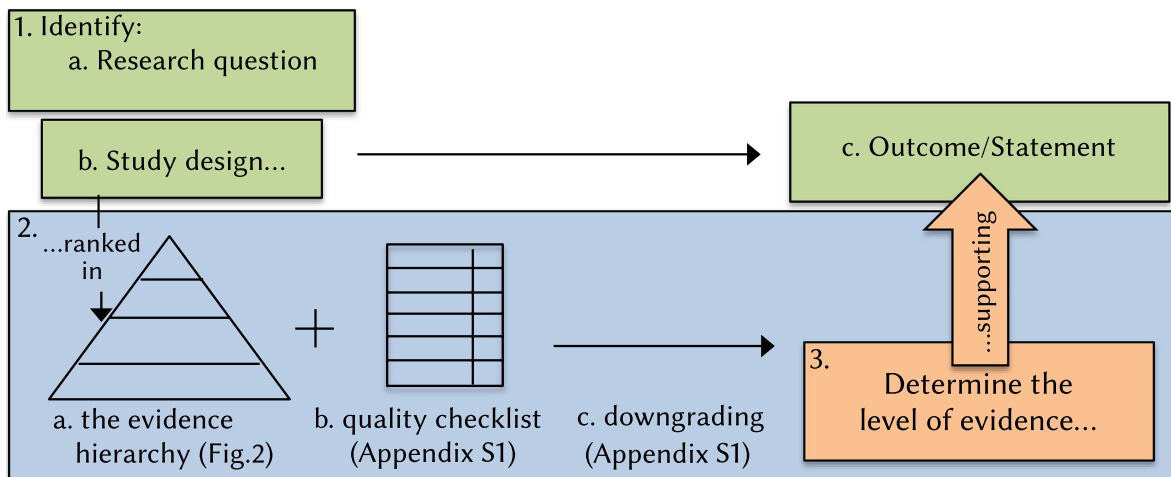 1. Identify:
a. Research question
b. Study design...
c. Outcome/Statement
2.
...ranked
in
a. the evidence
hierarchy (Fig.2)
b. quality checklist
(Appendix S1)
c. downgrading
(Appendix S1)
3.
Determine the
level of evidence...
...supporting